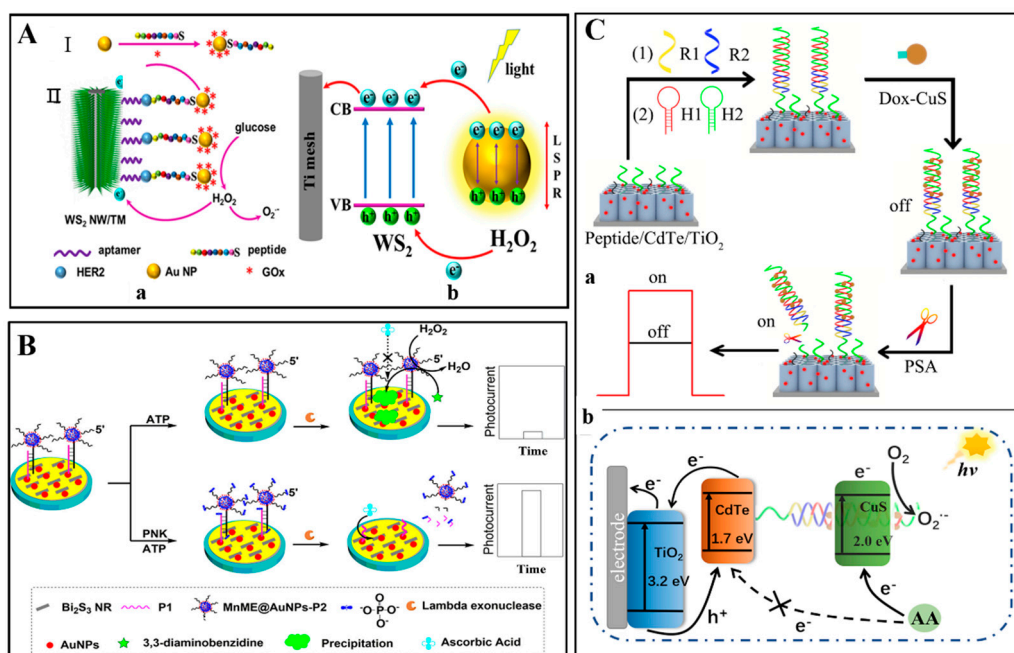 A
I
S
S
II
e⁻
S
S
S
glucose
H₂O₂
O₂·⁻
e⁻
WS₂ NW/TM
aptamer
peptide
HER2
Au NP
GOx
a
light
e⁻
e⁻
CB
e⁻ e⁻ e⁻
e⁻ e⁻ e⁻
Ti mesh
LSPR
VB
h⁺ h⁺ h⁺
h⁺ h⁺ h⁺
WS₂
H₂O₂
e⁻
b
B
5'
ATP
5'
H₂O₂
5'
H₂O
Photocurrent
Time
PNK
ATP
5'
Photocurrent
Time
Bi₂S₃ NR
P1
MnME@AuNPs-P2
Lambda exonuclease
AuNPs
3,3-diaminobenzidine
Precipitation
Ascorbic Acid
C
(1) R1 R2
(2) H1 H2
Dox-CuS
Peptide/CdTe/TiO₂
off
a
on
off
on
PSA
b
hν
O₂
O₂·⁻
e⁻
e⁻
CdTe
1.7 eV
CuS
2.0 eV
electrode
TiO₂
3.2 eV
h⁺
e⁻
e⁻
AA